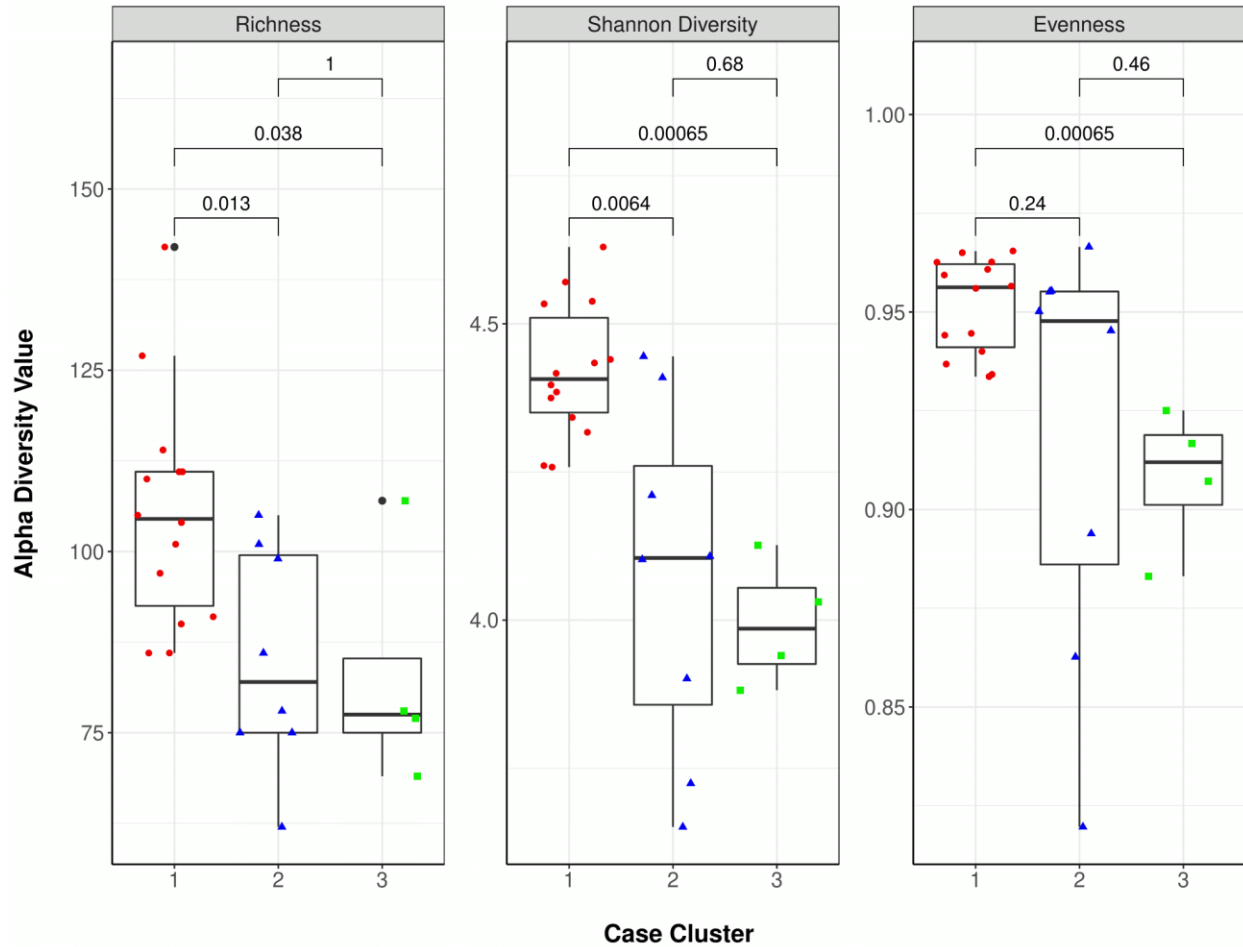 Richness
Shannon Diversity
Evenness
1
0.68
0.46
0.038
0.00065
0.00065
0.013
0.0064
0.24
Alpha Diversity Value
150
125
100
75
4.5
4.0
1.00
0.95
0.90
0.85
1 2 3
1 2 3
1 2 3
Case Cluster